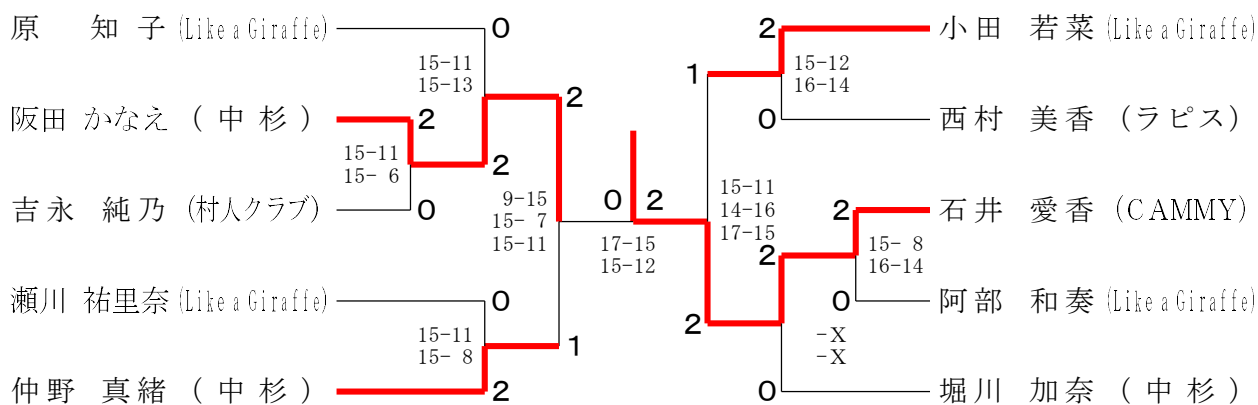 原 知子 (Like a Giraffe)
0
15-11
15-13
2
阪田 かなえ (中杉)
2
15-11
15- 6
2
吉永 純乃 (村人クラブ)
0
9-15
15- 7
15-11
瀬川 祐里奈 (Like a Giraffe)
0
15-11
15- 8
1
仲野 真緒 (中杉)
2
0 2
17-15
15-12
2
小田 若菜 (Like a Giraffe)
1
15-12
16-14
0
西村 美香 (ラピス)
15-11
14-16
17-15
2
石井 愛香 (CAMMY)
2
15- 8
16-14
0
阿部 和奏 (Like a Giraffe)
2
-X
-X
0
堀川 加奈 (中杉)